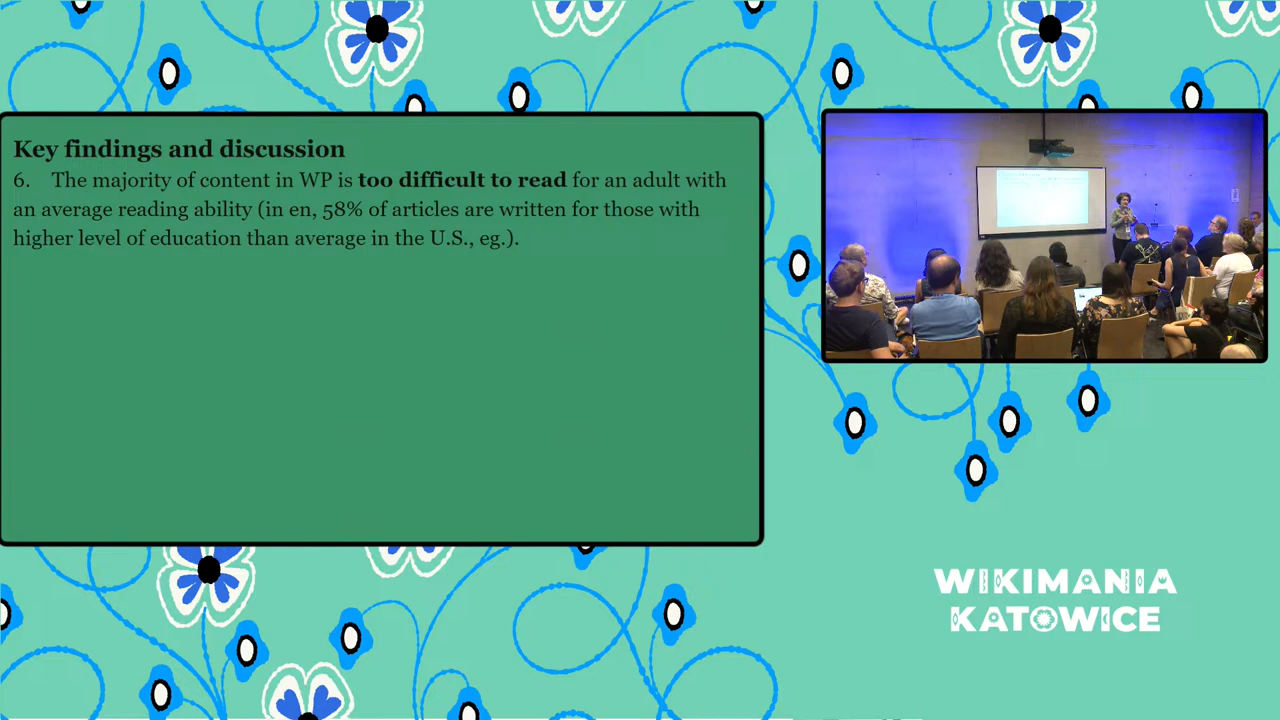 Key findings and discussion
6. The majority of content in WP is too difficult to read for an adult with
an average reading ability (in en, 58% of articles are written for those with
higher level of education than average in the U.S., eg.).
WIKIMANIA
KATOWICE